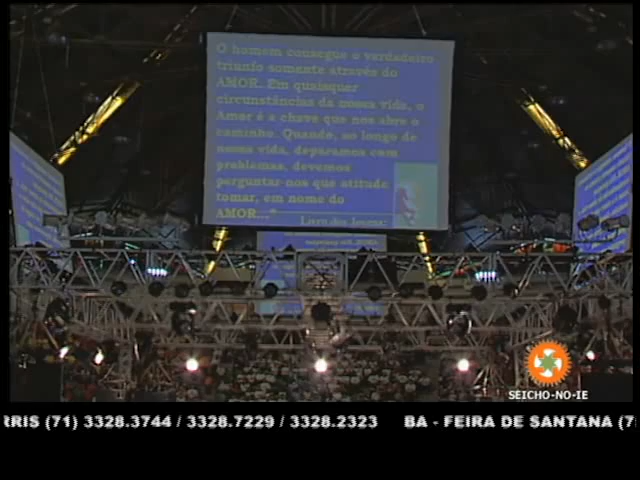 O homem consegue o verdadeiro
triunfo somente através do
AMOR. Em quaisquer
circunstâncias da nossa vida, o
Amor é a chave que nos abre o
caminho. Quando, ao longo de
nossa vida, deparamos com
problemas, devemos
perguntar-nos que atitude
tomar, em nome do
AMOR..."
Livro dos Jovens
SEICHO-NO-IE
RRIS (71) 3328.3744 / 3328.7229 / 3328.2323 BA - FEIRA DE SANTANA (7